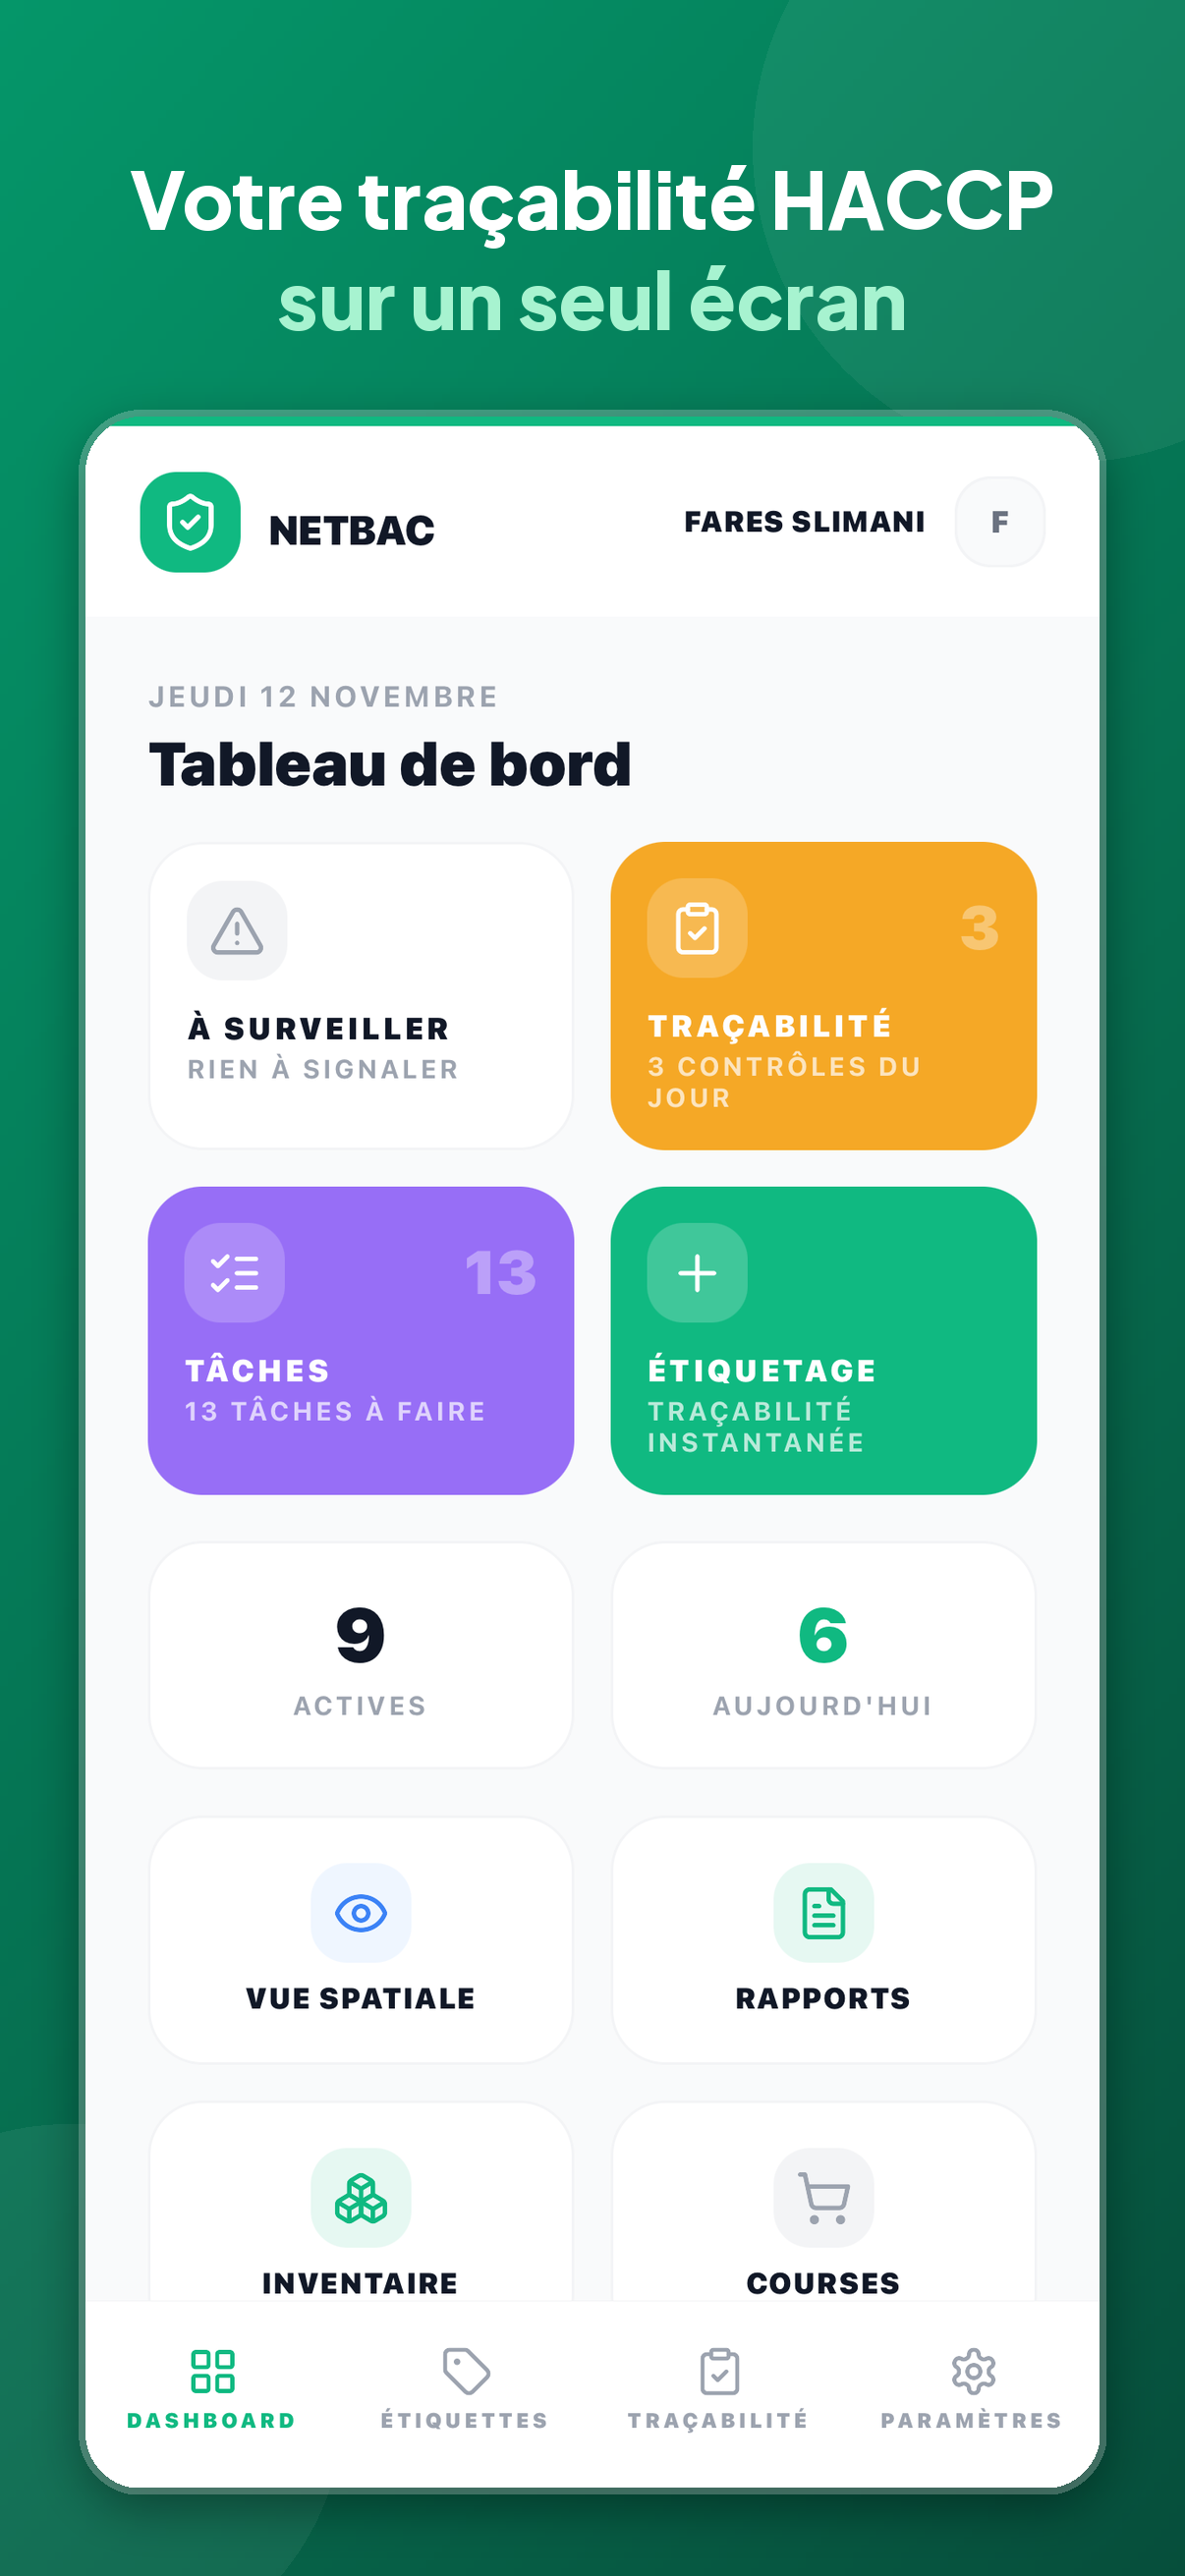 Votre traçabilité HACCP
sur un seul écran
NETBAC
FARES SLIMANI
F
JEUDI 12 NOVEMBRE
Tableau de bord
À SURVEILLER
RIEN À SIGNALER
3
TRAÇABILITÉ
3 CONTRÔLES DU
JOUR
13
TÂCHES
13 TÂCHES À FAIRE
ÉTIQUETAGE
TRAÇABILITÉ
INSTANTANÉE
9
ACTIVES
6
AUJOURD'HUI
VUE SPATIALE
RAPPORTS
INVENTAIRE
COURSES
DASHBOARD
ÉTIQUETTES
TRAÇABILITÉ
PARAMÈTRES